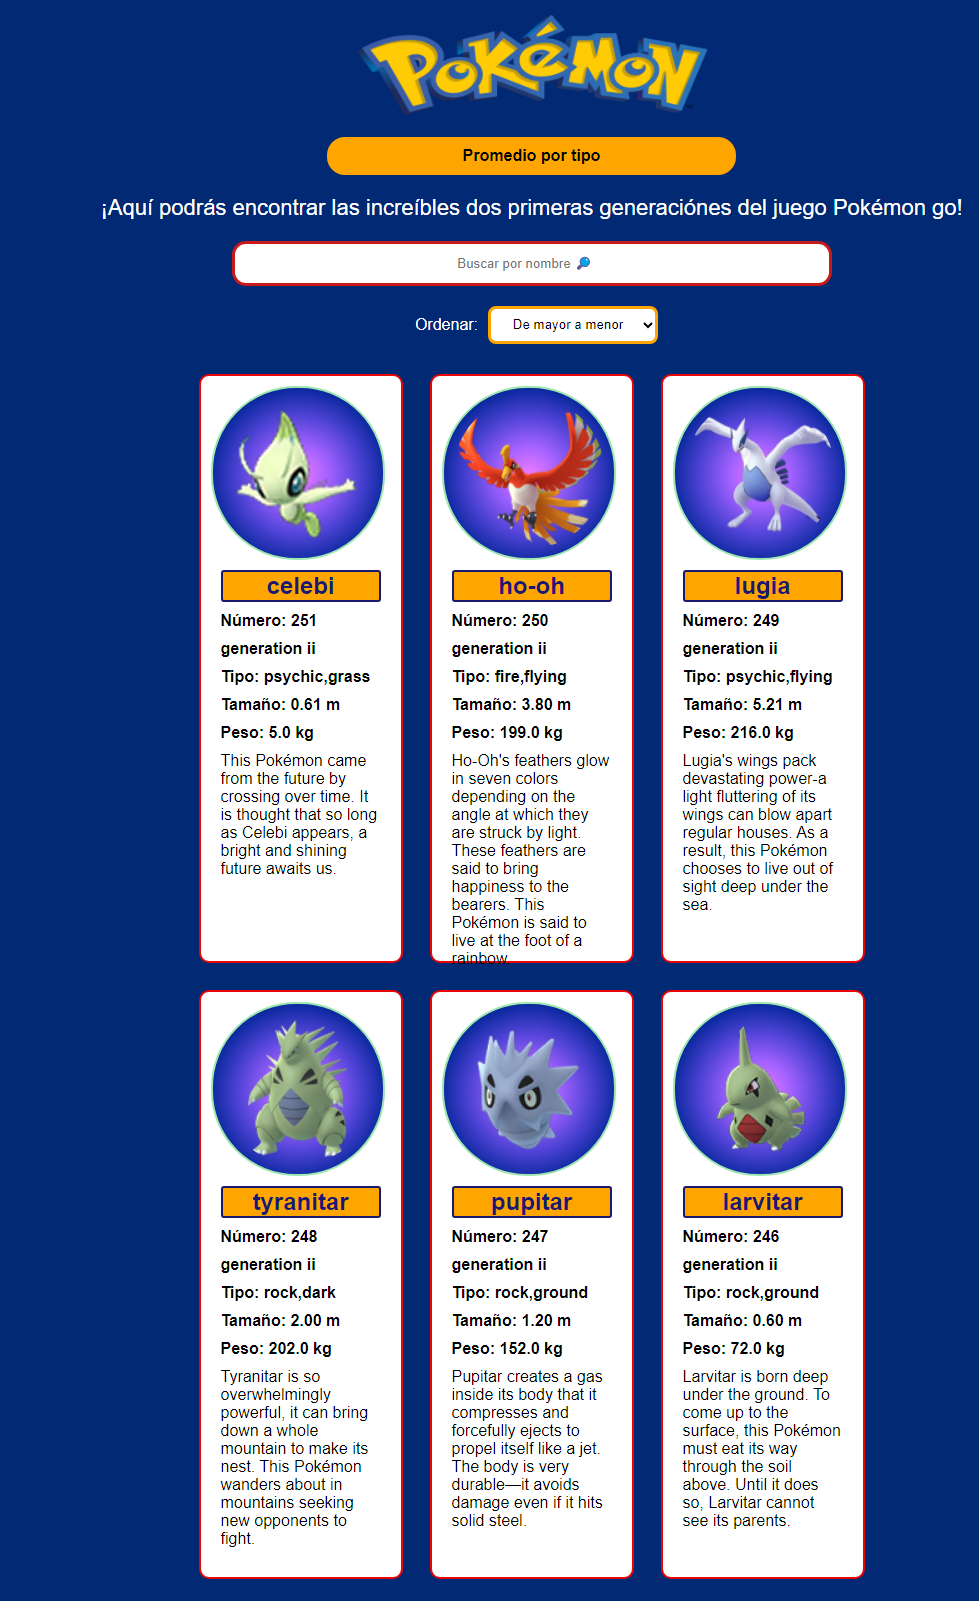 POKéMON
Promedio por tipo
¡Aquí podrás encontrar las increíbles dos primeras generaciónes del juego Pokémon go!
Buscar por nombre 🔎
Ordenar: De mayor a menor
celebi
Número: 251
generation ii
Tipo: psychic,grass
Tamaño: 0.61 m
Peso: 5.0 kg
This Pokémon came
from the future by
crossing over time. It
is thought that so long
as Celebi appears, a
bright and shining
future awaits us.
ho-oh
Número: 250
generation ii
Tipo: fire,flying
Tamaño: 3.80 m
Peso: 199.0 kg
Ho-Oh's feathers glow
in seven colors
depending on the
angle at which they
are struck by light.
These feathers are
said to bring
happiness to the
bearers. This
Pokémon is said to
live at the foot of a
rainbow.
lugia
Número: 249
generation ii
Tipo: psychic,flying
Tamaño: 5.21 m
Peso: 216.0 kg
Lugia's wings pack
devastating power-a
light fluttering of its
wings can blow apart
regular houses. As a
result, this Pokémon
chooses to live out of
sight deep under the
sea.
tyranitar
Número: 248
generation ii
Tipo: rock,dark
Tamaño: 2.00 m
Peso: 202.0 kg
Tyranitar is so
overwhelmingly
powerful, it can bring
down a whole
mountain to make its
nest. This Pokémon
wanders about in
mountains seeking
new opponents to
fight.
pupitar
Número: 247
generation ii
Tipo: rock,ground
Tamaño: 1.20 m
Peso: 152.0 kg
Pupitar creates a gas
inside its body that it
compresses and
forcefully ejects to
propel itself like a jet.
The body is very
durable—it avoids
damage even if it hits
solid steel.
larvitar
Número: 246
generation ii
Tipo: rock,ground
Tamaño: 0.60 m
Peso: 72.0 kg
Larvitar is born deep
under the ground. To
come up to the
surface, this Pokémon
must eat its way
through the soil
above. Until it does
so, Larvitar cannot
see its parents.